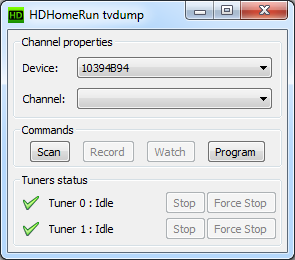 HD HDHomeRun tvdump
Channel properties
Device: 10394B94
Channel:
Commands
Scan Record Watch Program
Tuners status
Tuner 0 : Idle Stop Force Stop
Tuner 1 : Idle Stop Force Stop